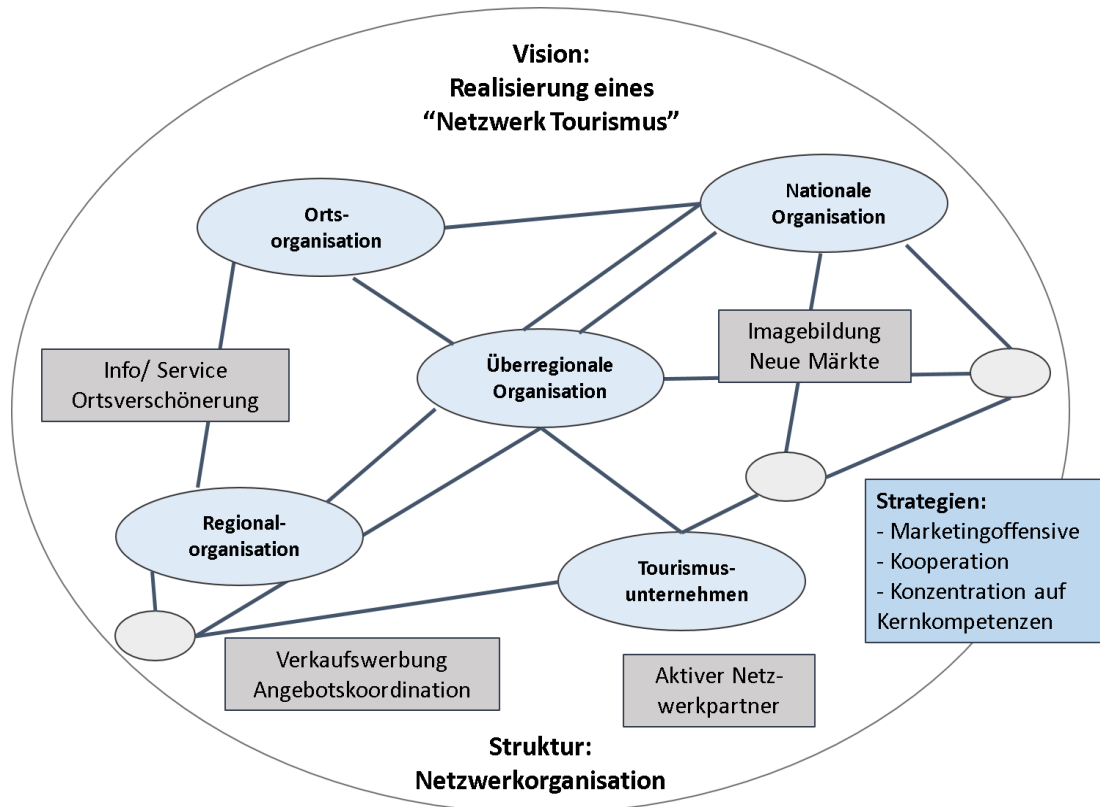 Vision:
Realisierung eines
“Netzwerk Tourismus”
Nationale
Organisation
Orts-
organisation
Imagebildung
Neue Märkte
Info/ Service
Ortsverschönerung
Überregionale
Organisation
Strategien:
- Marketingoffensive
- Kooperation
- Konzentration auf
Kernkompetenzen
Regional-
organisation
Tourismus-
unternehmen
Verkaufswerbung
Angebotskoordination
Aktiver Netz-
werkpartner
Struktur:
Netzwerkorganisation